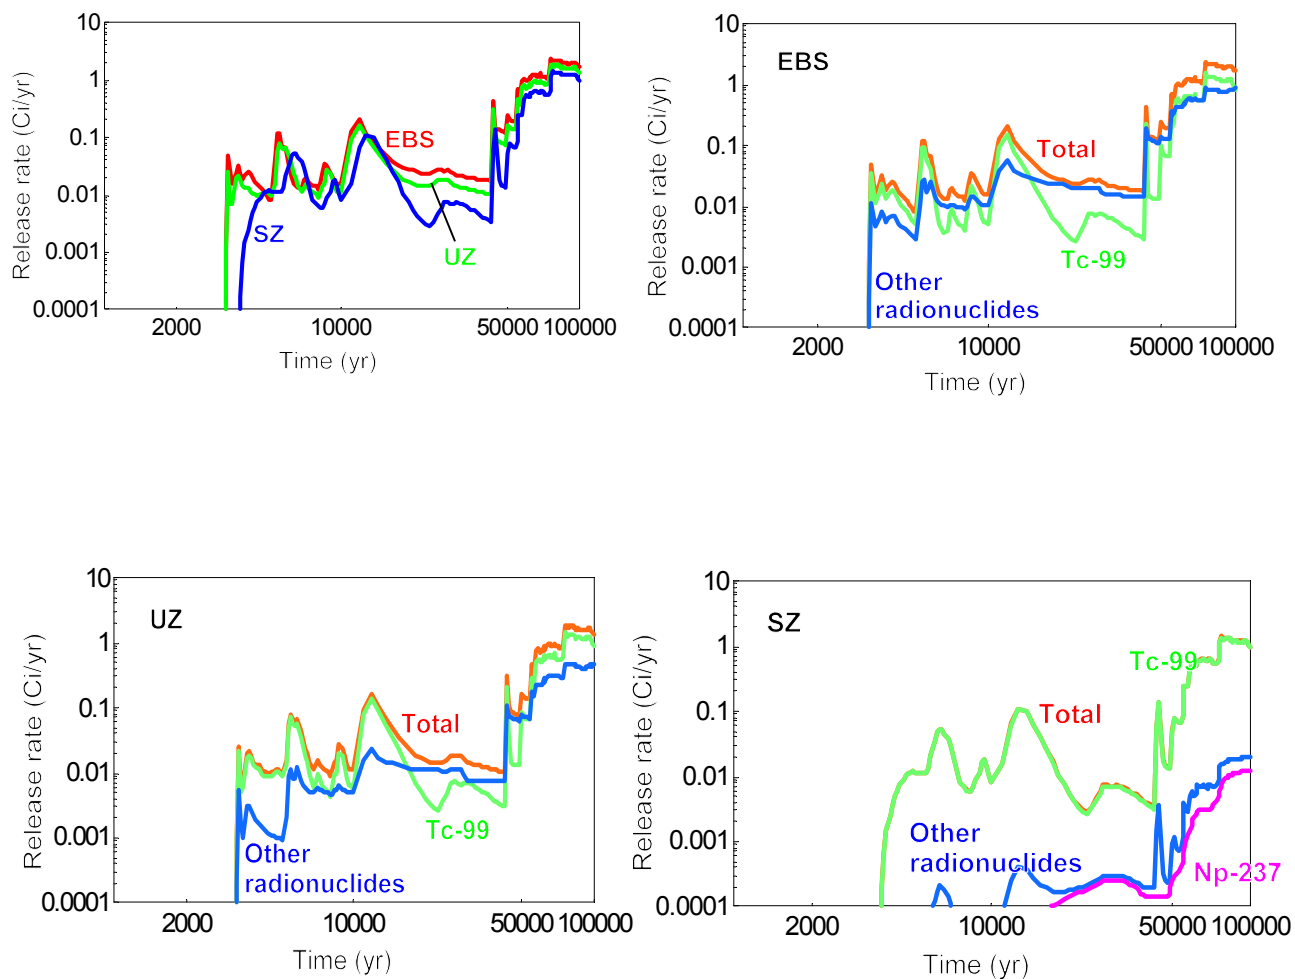 10
1
0.1
0.01
0.001
0.0001
Release rate (Ci/yr)
EBS
SZ
UZ
2000
10000
50000
100000
Time (yr)
10
1
0.1
0.01
0.001
0.0001
Release rate (Ci/yr)
EBS
Total
Tc-99
Other
radionuclides
2000
10000
50000
100000
Time (yr)
10
1
0.1
0.01
0.001
0.0001
Release rate (Ci/yr)
UZ
Total
Tc-99
Other
radionuclides
2000
10000
50000
100000
Time (yr)
10
1
0.1
0.01
0.001
0.0001
Release rate (Ci/yr)
SZ
Tc-99
Total
Other
radionuclides
Np-237
2000
10000
50000
100000
Time (yr)